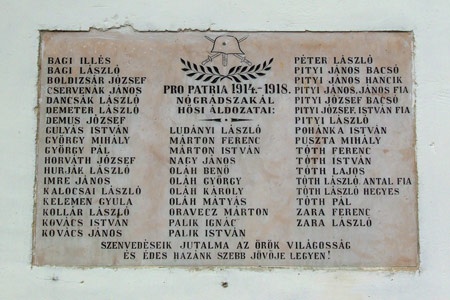 BAGI ILLÉS
BAGI LÁSZLÓ
BOLDIZSÁR JÓZSEF
CSERVENÁK JÁNOS
DANCSÁK LÁSZLÓ
DEMETER LÁSZLÓ
DEMUS JÓZSEF
GULYÁS ISTVÁN
GYÖRGY MIHÁLY
GYÖRGY PÁL
HORVÁTH JÓZSEF
HURJÁK LÁSZLÓ
IMRE JÁNOS
KALOCSAI LÁSZLÓ
KELEMEN GYULA
KOLLÁR LÁSZLÓ
KOVÁCS ISTVÁN
KOVÁCS JÁNOS
PRO PATRIA 1914.-1918.
NÓGRÁDSZAKÁL
HŐSI ÁLDOZATAI:
LUDÁNYI LÁSZLÓ
MÁRTON FERENC
MÁRTON ISTVÁN
NAGY JÁNOS
OLÁH BENŐ
OLÁH GYÖRGY
OLÁH KÁROLY
OLÁH MÁTYÁS
ORAVECZ MÁRTON
PALIK IGNÁC
PALIK ISTVÁN
PÉTER LÁSZLÓ
PITYI JÁNOS BACSÓ
PITYI JÁNOS HANCIK
PITYI JÁNOS, JÁNOS FIA
PITYI JÓZSEF BACSÓ
PITYI JÓZSEF, ISTVÁN FIA
PITYI LÁSZLÓ
POHÁNKA ISTVÁN
PUSZTA MIHÁLY
TÓTH FERENC
TÓTH ISTVÁN
TÓTH LAJOS
TÓTH LÁSZLÓ, ANTAL FIA
TÓTH LÁSZLÓ HEGYES
TÓTH PÁL
ZARA FERENC
ZARA LÁSZLÓ
SZENVEDÉSEIK JUTALMA AZ ÖRÖK VILÁGOSSÁG
ÉS ÉDES HAZÁNK SZEBB JÖVŐJE LEGYEN!